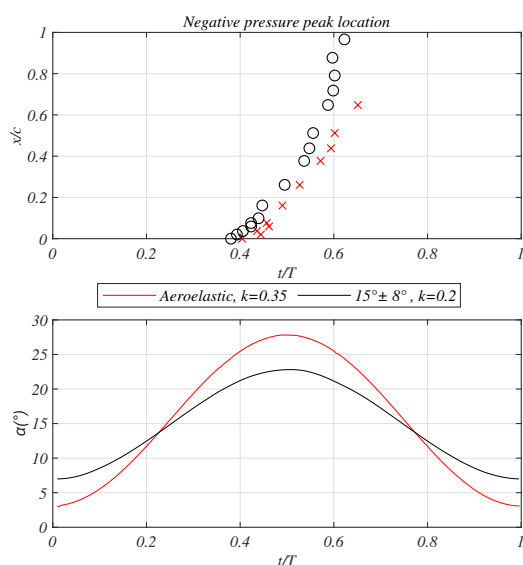 Negative pressure peak location
1
0.8
0.6
0.4
0.2
0
x/c
0 0.2 0.4 0.6 0.8 1
t/T
Aeroelastic, k=0.35 15°± 8° , k=0.2
30
25
20
15
10
5
0
α(°)
0 0.2 0.4 0.6 0.8 1
t/T